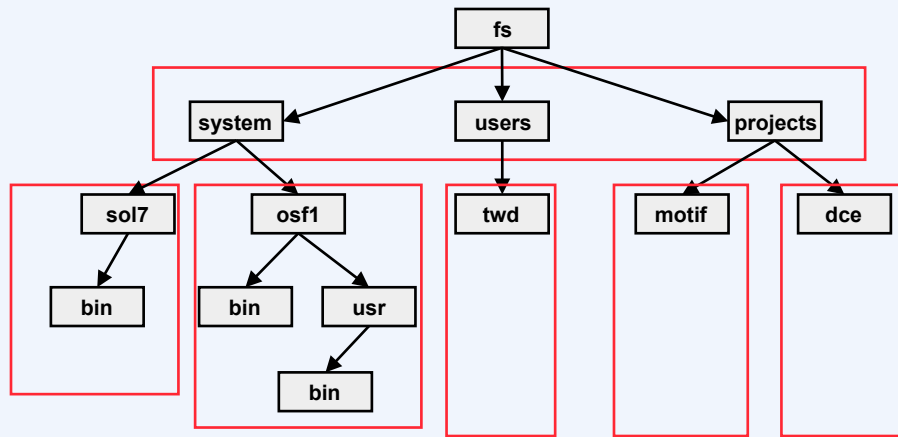 fs
system
users
projects
sol7
osf1
twd
motif
dce
bin
bin
usr
bin